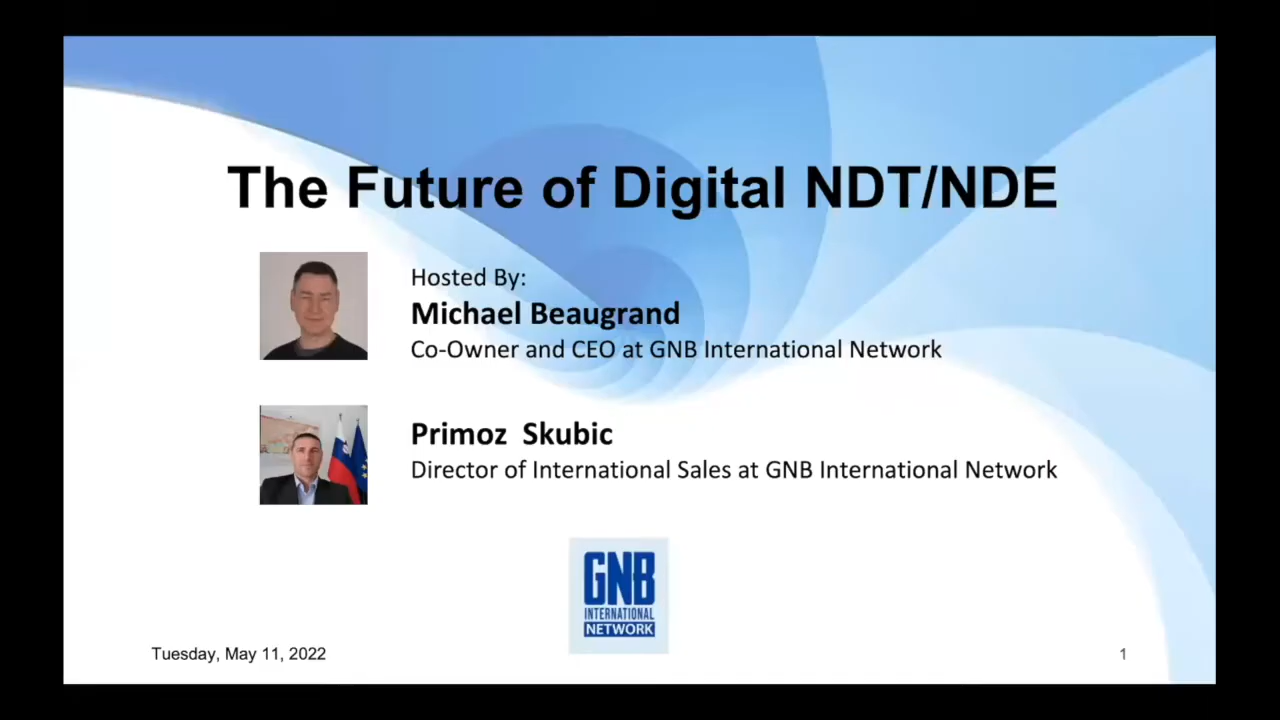 The Future of Digital NDT/NDE
Hosted By:
Michael Beaugrand
Co-Owner and CEO at GNB International Network
Primoz Skubic
Director of International Sales at GNB International Network
GNB
INTERNATIONAL
NETWORK
Tuesday, May 11, 2022
1